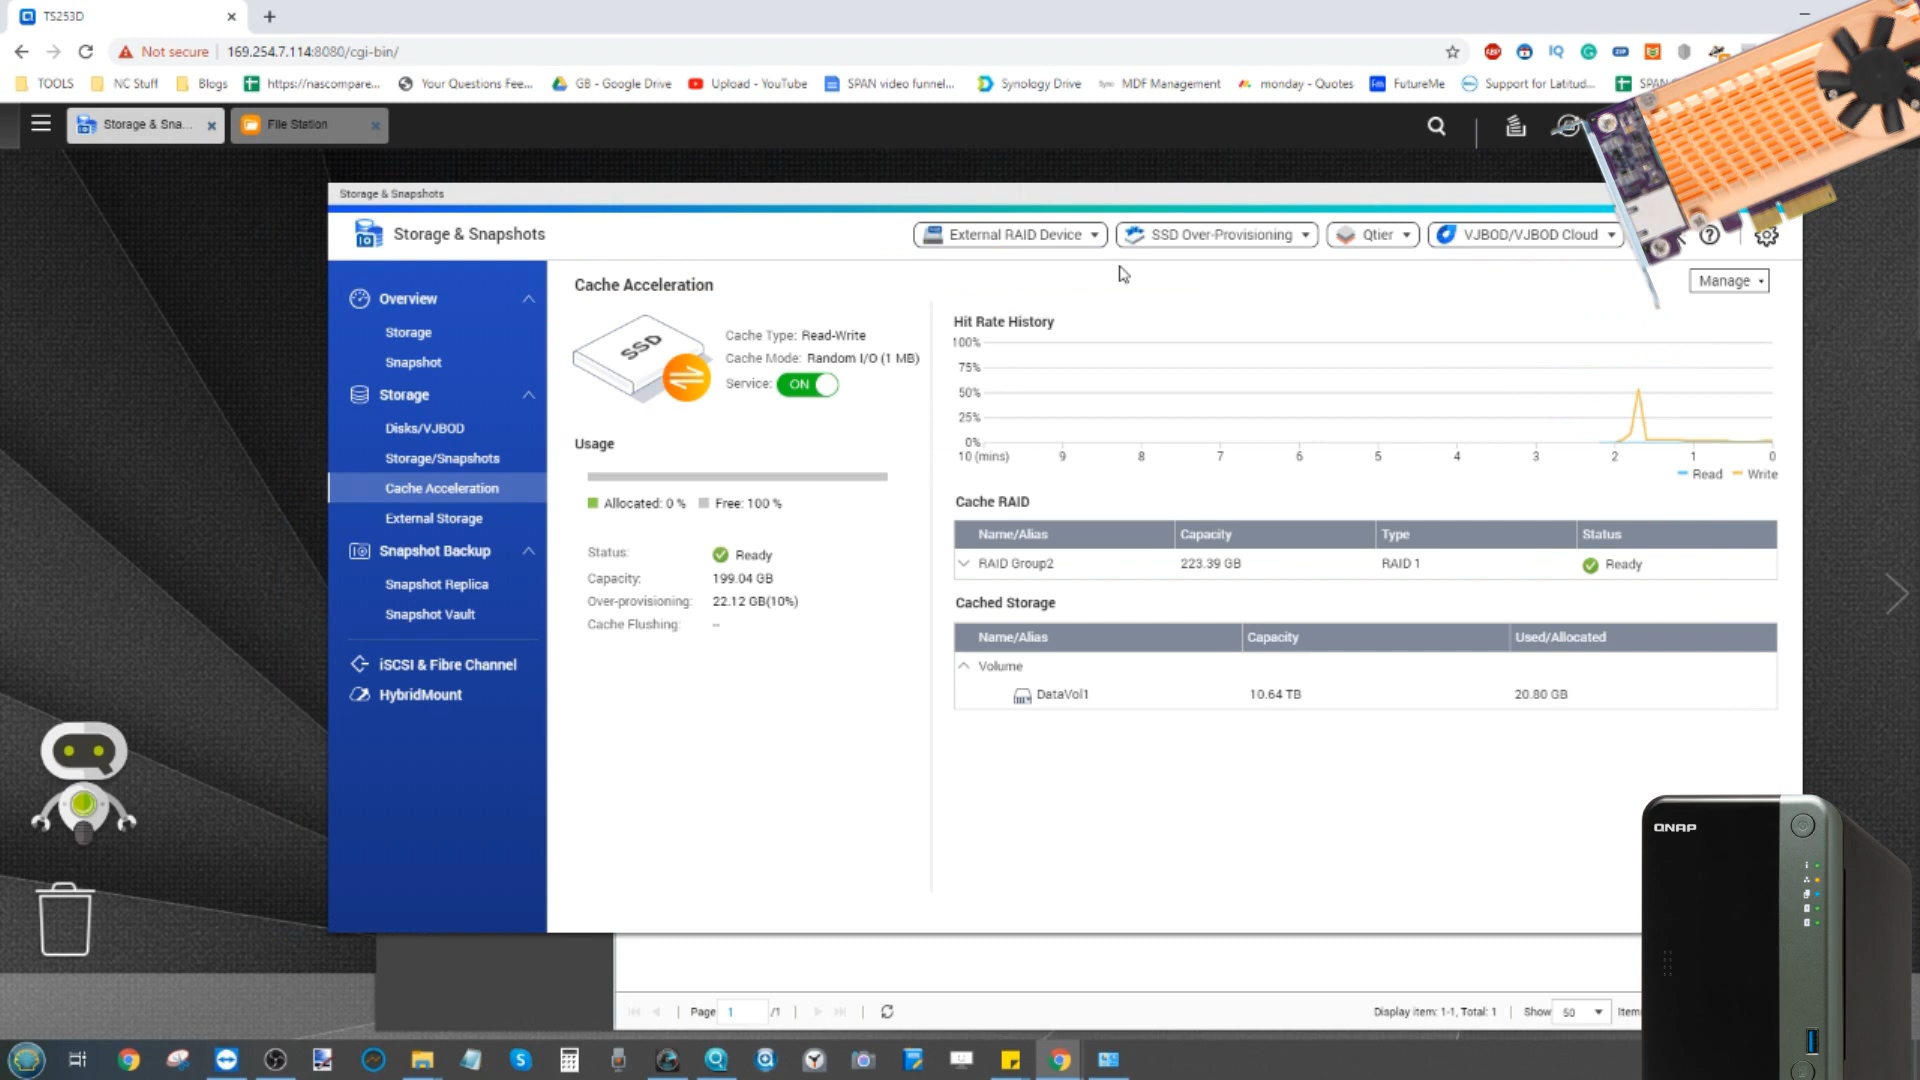 TS253D
Not secure
169.254.7.114:8080/cgi-bin/
TOOLS
NC Stuff
Blogs
https://nascompare...
Your Questions Fee...
GB - Google Drive
Upload - YouTube
SPAN video funnel...
Synology Drive
MDF Management
monday - Quotes
FutureMe
Support for Latitud...
SPAN
Storage & Sna...
File Station
Storage & Snapshots
Storage & Snapshots
External RAID Device
SSD Over-Provisioning
Qtier
VJBOD/VJBOD Cloud
Manage
Overview
Storage
Snapshot
Storage
Disks/VJBOD
Storage/Snapshots
Cache Acceleration
External Storage
Snapshot Backup
Snapshot Replica
Snapshot Vault
iSCSI & Fibre Channel
HybridMount
Cache Acceleration
SSD
Cache Type: Read-Write
Cache Mode: Random I/O (1 MB)
Service: ON
Usage
Allocated: 0 % Free: 100 %
Status: Ready
Capacity: 199.04 GB
Over-provisioning: 22.12 GB(10%)
Cache Flushing: --
Hit Rate History
100%
75%
50%
25%
0%
10 (mins) 9 8 7 6 5 4 3 2 1 0
Read Write
Cache RAID
Name/Alias Capacity Type Status
RAID Group2 223.39 GB RAID 1 Ready
Cached Storage
Name/Alias Capacity Used/Allocated
Volume
DataVol1 10.64 TB 20.80 GB
QNAP
Page 1 /1
Display item: 1-1, Total: 1 | Show 50 Item